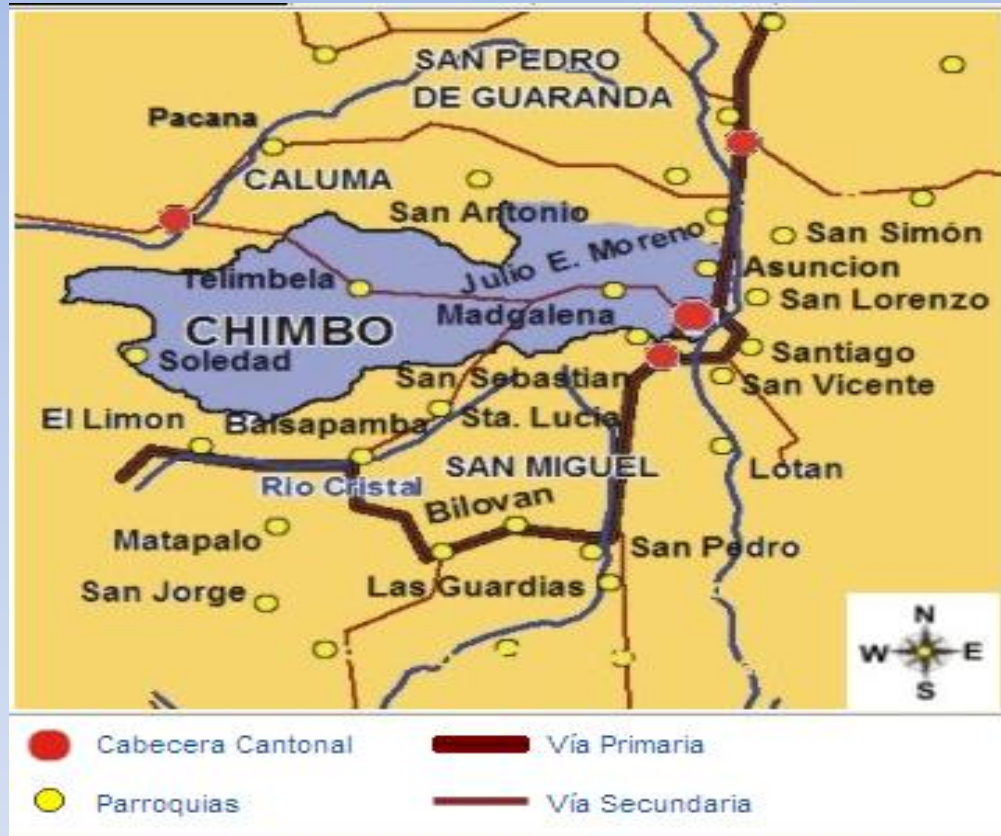 SAN PEDRO
DE GUARANDA
Pacana
CALUMA
San Antonio
Julio E. Moreno
San Simón
Asuncion
Telimbela
San Lorenzo
Madgalena
CHIMBO
Soledad
Santiago
San Sebastian
San Vicente
El Limon
Balsapamba
Sta. Lucia
SAN MIGUEL
Lotan
Rio Cristal
Bilovan
Matapalo
San Pedro
San Jorge
Las Guardias
N
W
E
S
Cabecera Cantonal
Vía Primaria
Parroquias
Vía Secundaria